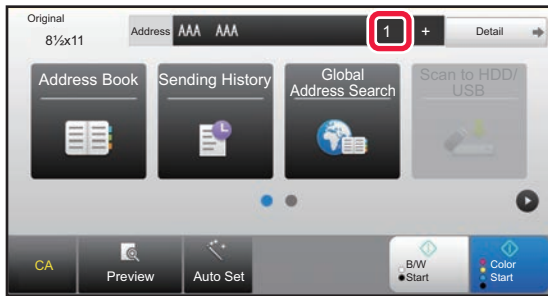 Original
8½x11
Address AAA AAA 1 + Detail
Address Book
Sending History
Global
Address Search
Scan to HDD/
USB
CA
Preview
Auto Set
B/W
Start
Color
Start